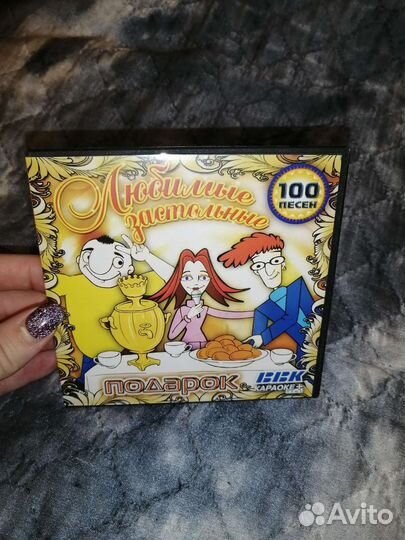 Любимые
застольные
100
ПЕСЕН
ПОДАРОК
BBK
КАРАОКЕ+
Avito